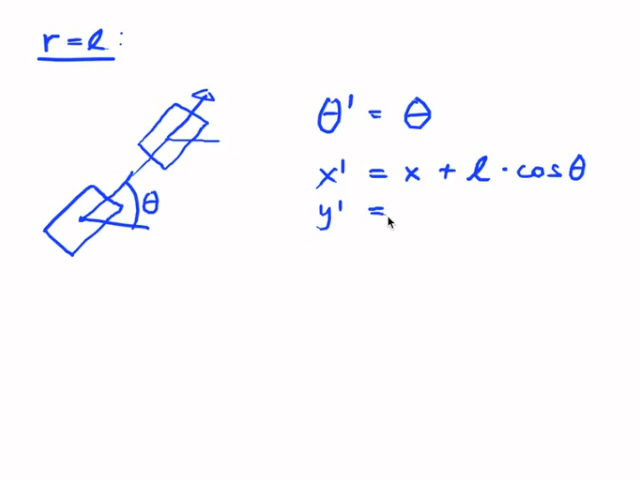 r = l :
θ
θ' = θ
x' = x + l · cos θ
y' =